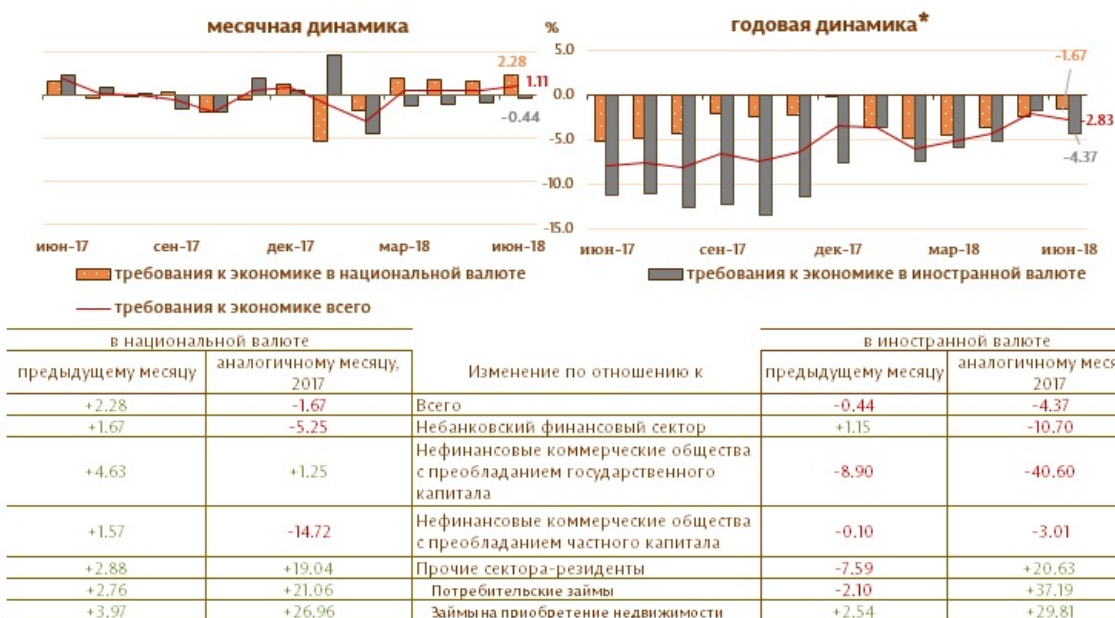 месячная динамика % годовая динамика*
5.0
2.28
1.11
-1.67
0.0
-0.44
-2.83
-5.0
-4.37
-10.0
-15.0
июн-17 сен-17 дек-17 мар-18 июн-18
июн-17 сен-17 дек-17 мар-18 июн-18
требования к экономике в национальной валюте
требования к экономике в иностранной валюте
требования к экономике всего
в национальной валюте в иностранной валюте
предыдущему месяцу аналогичному месяцу, 2017 Изменение по отношению к предыдущему месяцу аналогичному меся 2017
+2.28 -1.67 Всего -0.44 -4.37
+1.67 -5.25 Небанковский финансовый сектор +1.15 -10.70
Нефинансовые коммерческие общества
+4.63 +1.25 с преобладанием государственного -8.90 -40.60
капитала
+1.57 -14.72 Нефинансовые коммерческие общества -0.10 -3.01
с преобладанием частного капитала
+2.88 +19.04 Прочие сектора-резиденты -7.59 +20.63
+2.76 +21.06 Потребительские займы -2.10 +37.19
+3.97 +26.96 Займы на приобретение недвижимости +2.54 +29.81